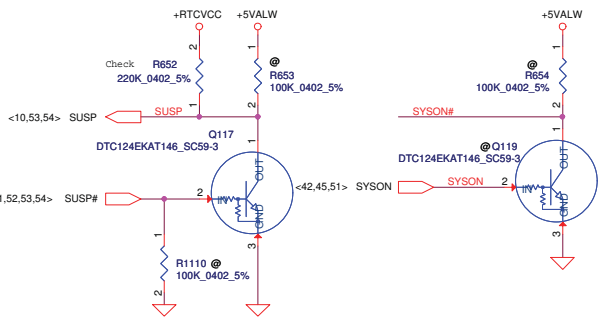 +RTCVCC
+5VALW
+5VALW
2
1
1
Check
R652
220K_0402_5%
@
R653
100K_0402_5%
@
R654
100K_0402_5%
1
2
2
<10,53,54>
SUSP
SUSP
SYSON#
1
1
Q117
DTC124EKAT146_SC59-3
@
Q119
DTC124EKAT146_SC59-3
OUT
OUT
1,52,53,54>
SUSP#
2
IN
GND
<42,45,51>
SYSON
SYSON
2
IN
GND
3
3
1
R1110
@
100K_0402_5%
2